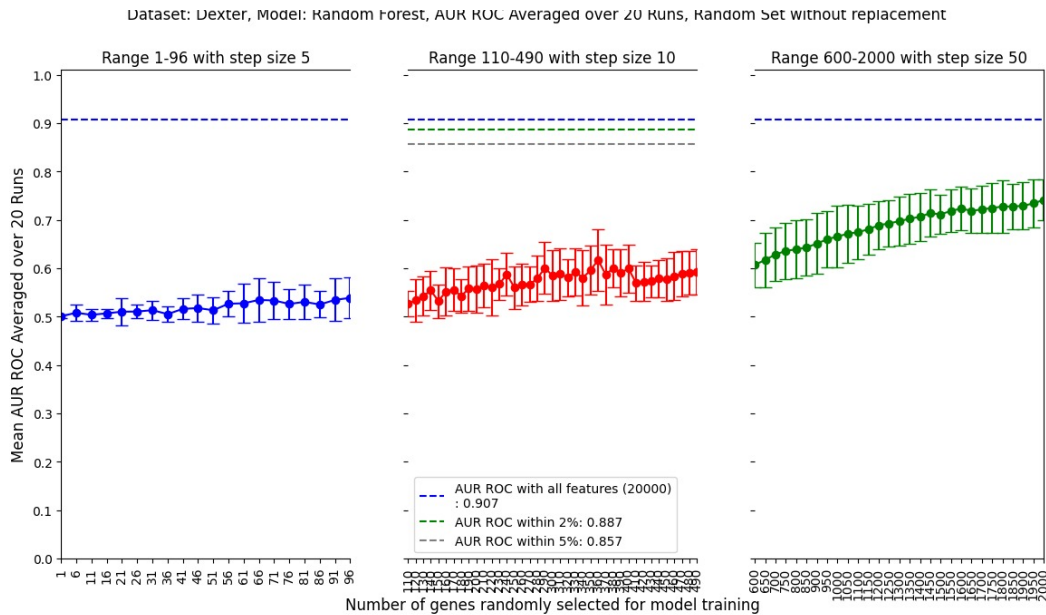 Dataset: Dexter, Model: Random Forest, AUR ROC Averaged over 20 Runs, Random Set without replacement
Range 1-96 with step size 5
Range 110-490 with step size 10
Range 600-2000 with step size 50
Mean AUR ROC Averaged over 20 Runs
1.0
0.9
0.8
0.7
0.6
0.5
0.4
0.3
0.2
0.1
0.0
AUR ROC with all features (20000)
: 0.907
AUR ROC within 2%: 0.887
AUR ROC within 5%: 0.857
1 6 11 16 21 26 31 36 41 46 51 56 61 66 71 76 81 86 91 96
600 650 700 750 800 850 900 950 1000 1050 1100 1150 1200 1250 1300 1350 1400 1450 1500 1550 1600 1650 1700 1750 1800 1850 1900 1950 2000
Number of genes randomly selected for model training